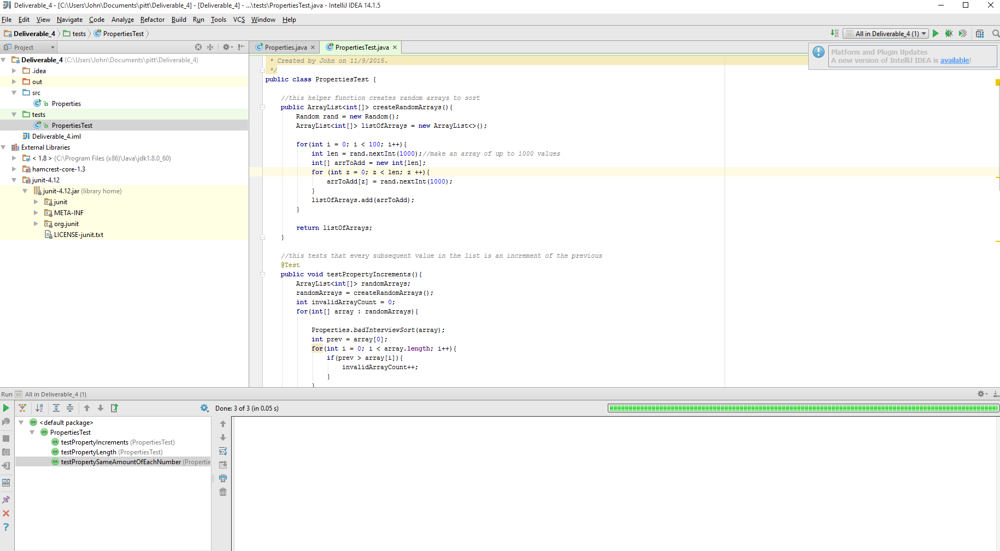 Deliverable_4 - [C:\Users\John\Documents\pitt\Deliverable_4] - [Deliverable_4] - ...\tests\PropertiesTest.java - IntelliJ IDEA 14.1.5
File Edit View Navigate Code Analyze Refactor Build Run Tools VCS Window Help
Deliverable_4 tests PropertiesTest
All in Deliverable_4 (1)
Project
Properties.java
PropertiesTest.java
Platform and Plugin Updates
A new version of IntelliJ IDEA is available!
Deliverable_4 (C:\Users\John\Documents\pitt\Deliverable_4)
.idea
out
src
Properties
tests
PropertiesTest
Deliverable_4.iml
External Libraries
< 1.8 > (C:\Program Files (x86)\Java\jdk1.8.0_60)
hamcrest-core-1.3
junit-4.12
junit-4.12.jar (library home)
junit
META-INF
org.junit
LICENSE-junit.txt
* Created by John on 11/9/2015.
*/
public class PropertiesTest {
//this helper function creates random arrays to sort
public ArrayList<int[]> createRandomArrays(){
Random rand = new Random();
ArrayList<int[]> listOfArrays = new ArrayList<>();
for(int i = 0; i < 100; i++){
int len = rand.nextInt(1000);//make an array of up to 1000 values
int[] arrToAdd = new int[len];
for (int z = 0; z < len; z ++){
arrToAdd[z] = rand.nextInt(1000);
}
listOfArrays.add(arrToAdd);
}
return listOfArrays;
}
//this tests that every subsequent value in the list is an increment of the previous
@Test
public void testPropertyIncrements(){
ArrayList<int[]> randomArrays;
randomArrays = createRandomArrays();
int invalidArrayCount = 0;
for(int[] array : randomArrays){
Properties.badInterviewSort(array);
int prev = array[0];
for(int i = 0; i < array.length; i++){
if(prev > array[i]){
invalidArrayCount++;
}
}
Run All in Deliverable_4 (1)
Done: 3 of 3 (in 0.05 s)
<default package>
PropertiesTest
testPropertyIncrements (PropertiesTest)
testPropertyLength (PropertiesTest)
testPropertySameAmountOfEachNumber (Propertie